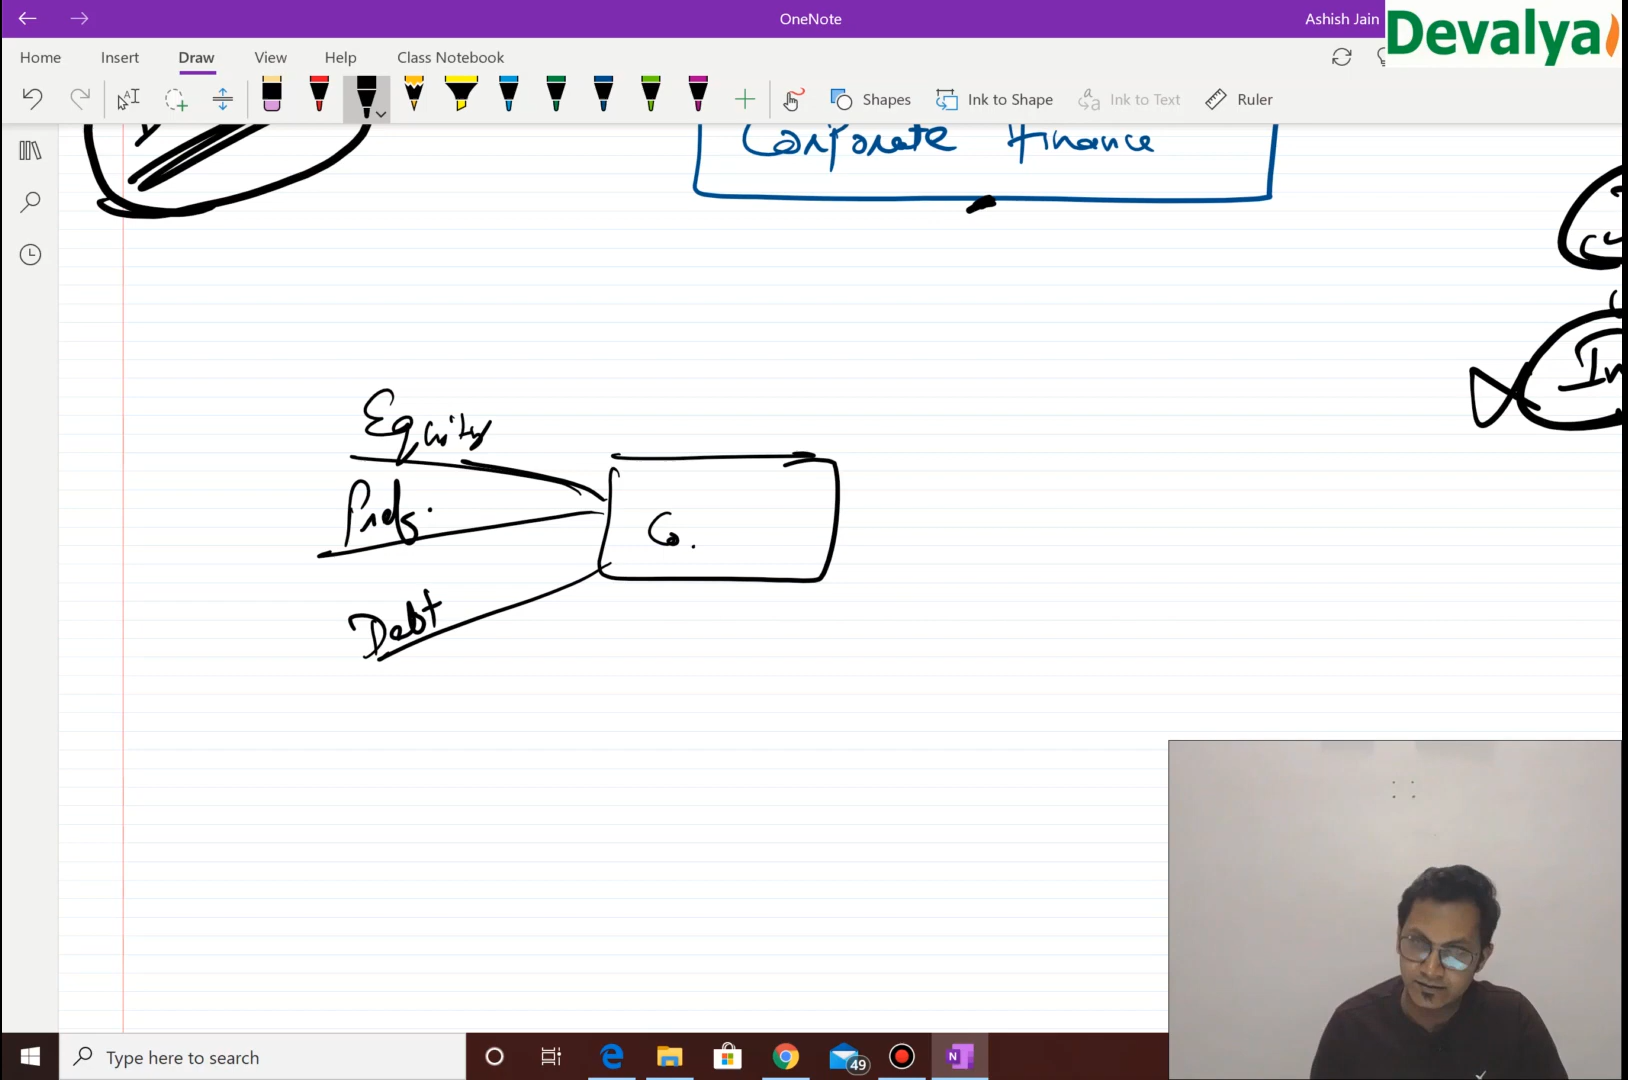 OneNote
Ashish Jain
Devalya
Home Insert Draw View Help Class Notebook
Shapes Ink to Shape Ink to Text Ruler
Corporate Finance
Equity
Pref.
Debt
Co.
Type here to search
49